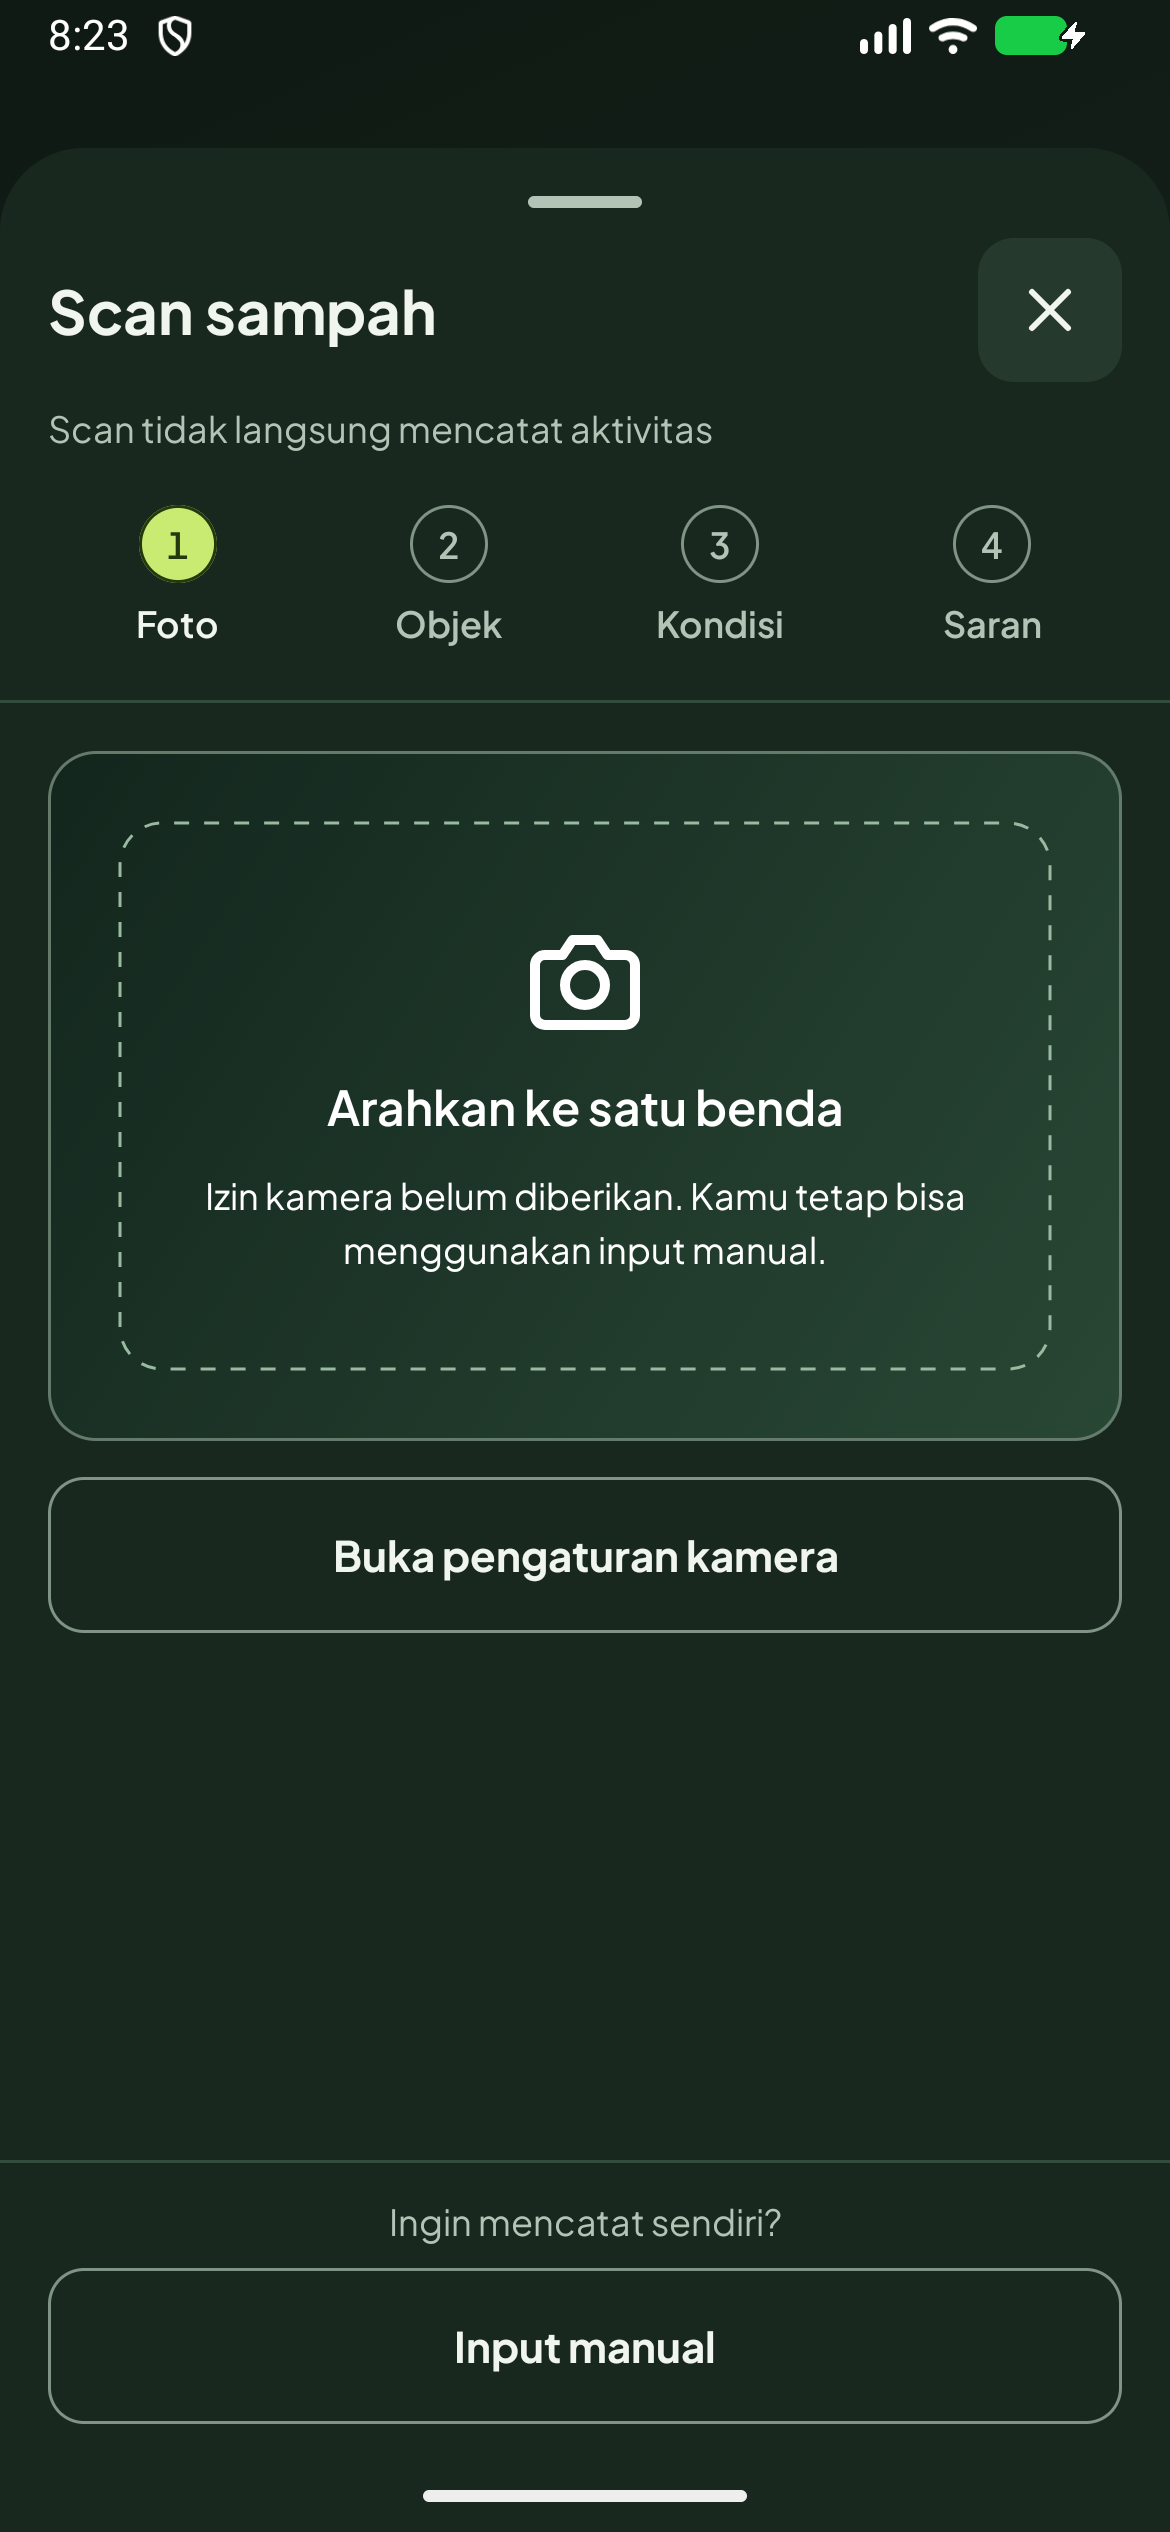 8:23
Scan sampah
Scan tidak langsung mencatat aktivitas
1
2
3
4
Foto
Objek
Kondisi
Saran
Arahkan ke satu benda
Izin kamera belum diberikan. Kamu tetap bisa
menggunakan input manual.
Buka pengaturan kamera
Ingin mencatat sendiri?
Input manual